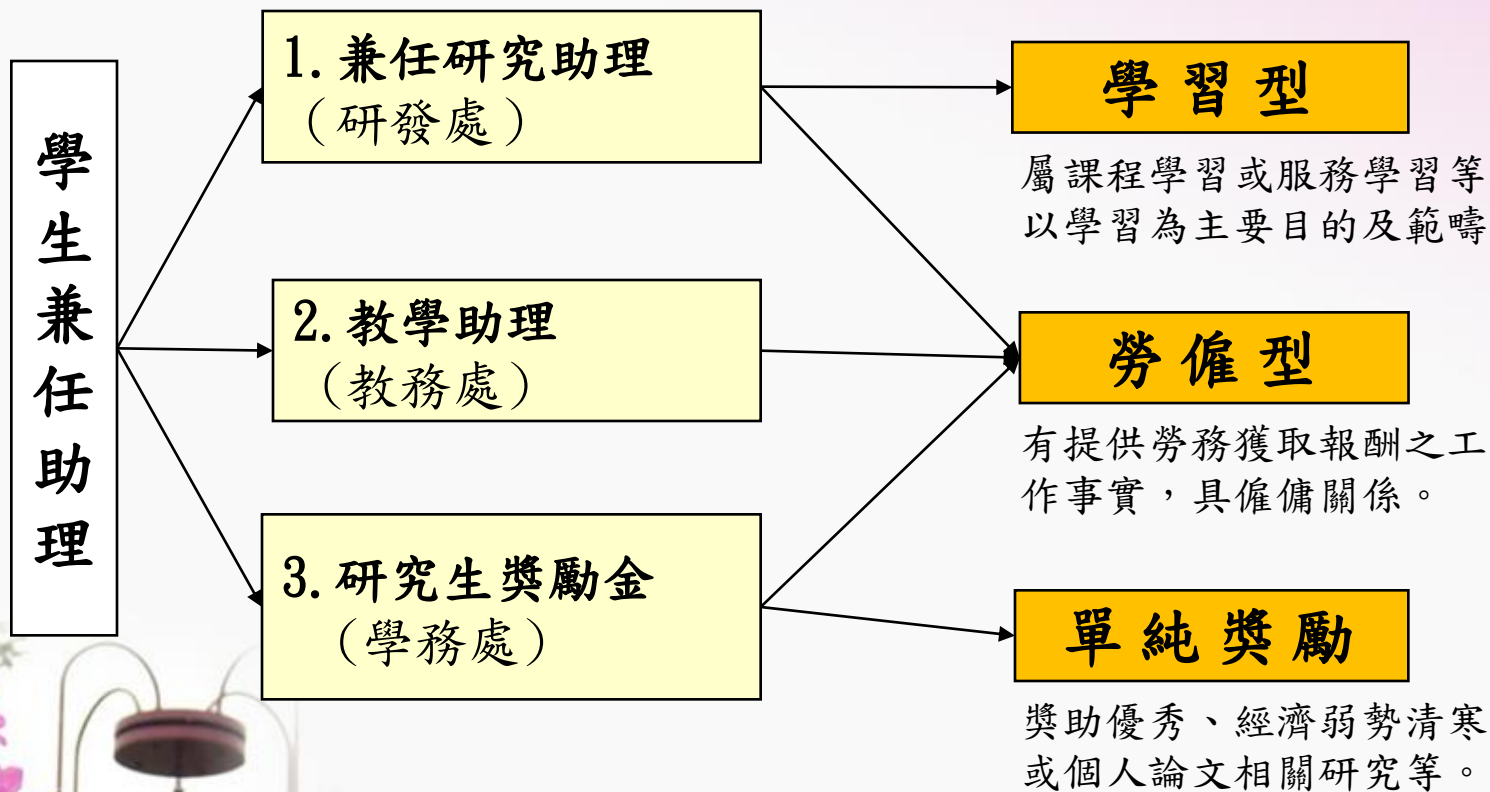 學生兼任助理
1.兼任研究助理
（研發處）
2.教學助理
（教務處）
3.研究生獎勵金
（學務處）
學習型
屬課程學習或服務學習等
以學習為主要目的及範疇
勞僱型
有提供勞務獲取報酬之工
作事實，具僱傭關係。
單純獎勵
獎助優秀、經濟弱勢清寒
或個人論文相關研究等。